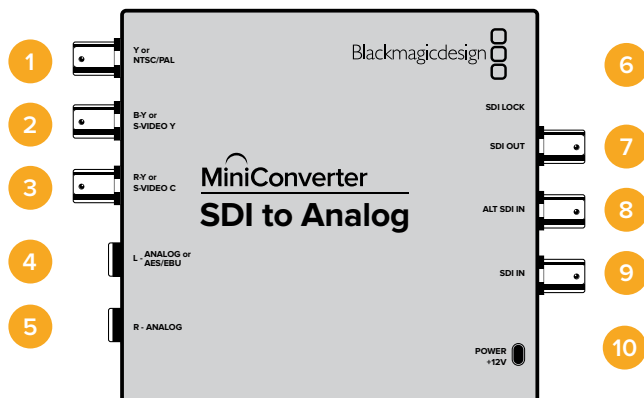 1
Y or
NTSC/PAL
2
B-Y or
S-VIDEO Y
3
R-Y or
S-VIDEO C
4
L - ANALOG or
AES/EBU
5
R - ANALOG
Blackmagicdesign
MiniConverter
SDI to Analog
6
SDI LOCK
7
SDI OUT
8
ALT SDI IN
9
SDI IN
10
POWER
+12V